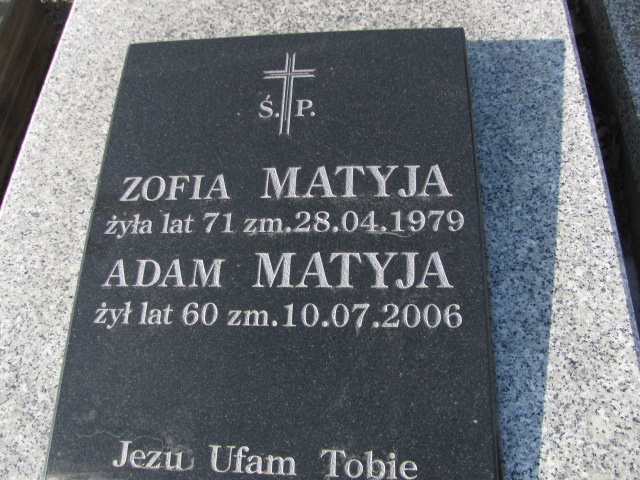 Ś. P.
ZOFIA MATYJA
żyła lat 71 zm.28.04.1979
ADAM MATYJA
żył lat 60 zm.10.07.2006
Jezu Ufam Tobie